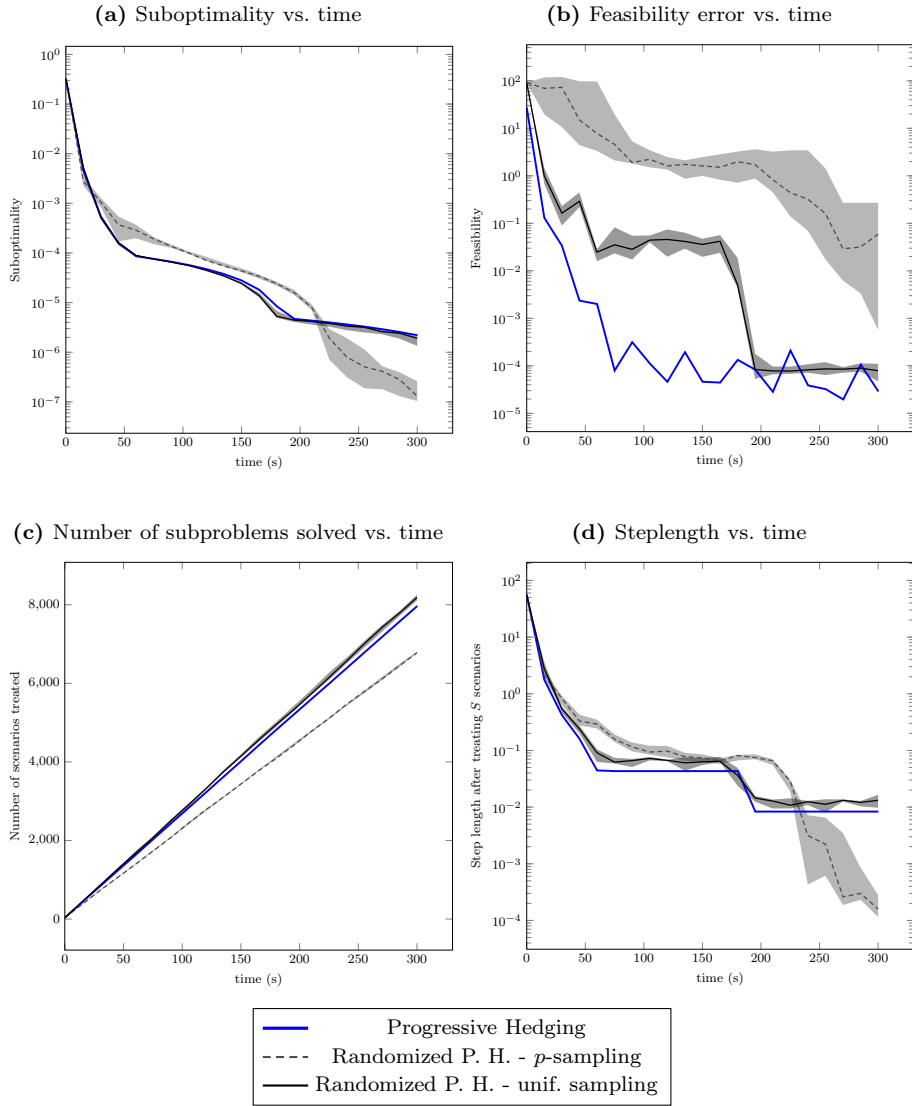 (a) Suboptimality vs. time
10^0
10^−1
10^−2
10^−3
10^−4
10^−5
10^−6
10^−7
Suboptimality
0 50 100 150 200 250 300
time (s)
(b) Feasibility error vs. time
10^2
10^1
10^0
10^−1
10^−2
10^−3
10^−4
10^−5
Feasibility
0 50 100 150 200 250 300
time (s)
(c) Number of subproblems solved vs. time
8,000
6,000
4,000
2,000
0
Number of scenarios treated
0 50 100 150 200 250 300
time (s)
(d) Steplength vs. time
10^2
10^1
10^0
10^−1
10^−2
10^−3
10^−4
Step length after treating S scenarios
0 50 100 150 200 250 300
time (s)
Progressive Hedging
Randomized P. H. - p-sampling
Randomized P. H. - unif. sampling